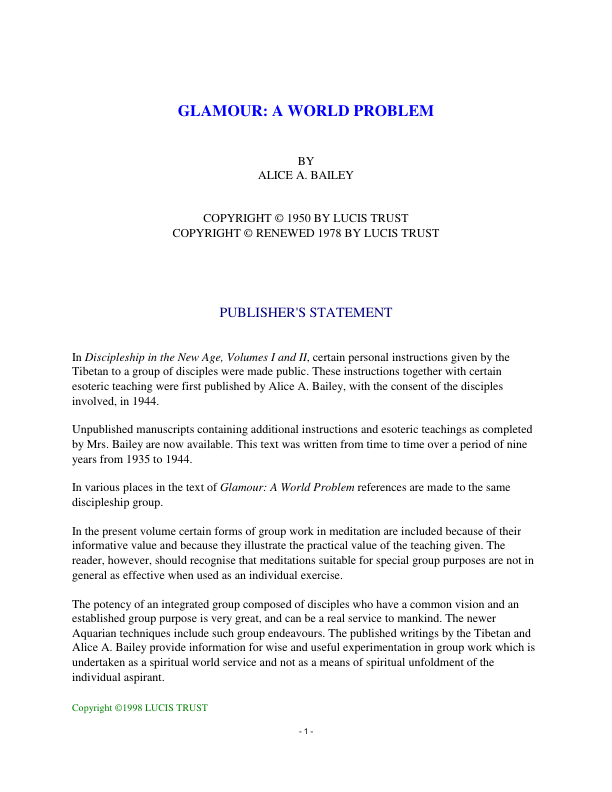 GLAMOUR: A WORLD PROBLEM
BY
ALICE A. BAILEY
COPYRIGHT © 1950 BY LUCIS TRUST
COPYRIGHT © RENEWED 1978 BY LUCIS TRUST
PUBLISHER'S STATEMENT
In Discipleship in the New Age, Volumes I and II, certain personal instructions given by the
Tibetan to a group of disciples were made public. These instructions together with certain
esoteric teaching were first published by Alice A. Bailey, with the consent of the disciples
involved, in 1944.
Unpublished manuscripts containing additional instructions and esoteric teachings as completed
by Mrs. Bailey are now available. This text was written from time to time over a period of nine
years from 1935 to 1944.
In various places in the text of Glamour: A World Problem references are made to the same
discipleship group.
In the present volume certain forms of group work in meditation are included because of their
informative value and because they illustrate the practical value of the teaching given. The
reader, however, should recognise that meditations suitable for special group purposes are not in
general as effective when used as an individual exercise.
The potency of an integrated group composed of disciples who have a common vision and an
established group purpose is very great, and can be a real service to mankind. The newer
Aquarian techniques include such group endeavours. The published writings by the Tibetan and
Alice A. Bailey provide information for wise and useful experimentation in group work which is
undertaken as a spiritual world service and not as a means of spiritual unfoldment of the
individual aspirant.
Copyright ©1998 LUCIS TRUST
- 1 -